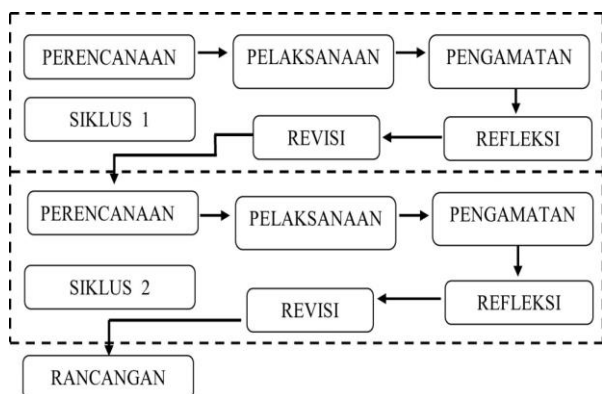 PERENCANAAN
PELAKSANAAN
PENGAMATAN
SIKLUS 1
REVISI
REFLEKSI
PERENCANAAN
PELAKSANAAN
PENGAMATAN
SIKLUS 2
REVISI
REFLEKSI
RANCANGAN